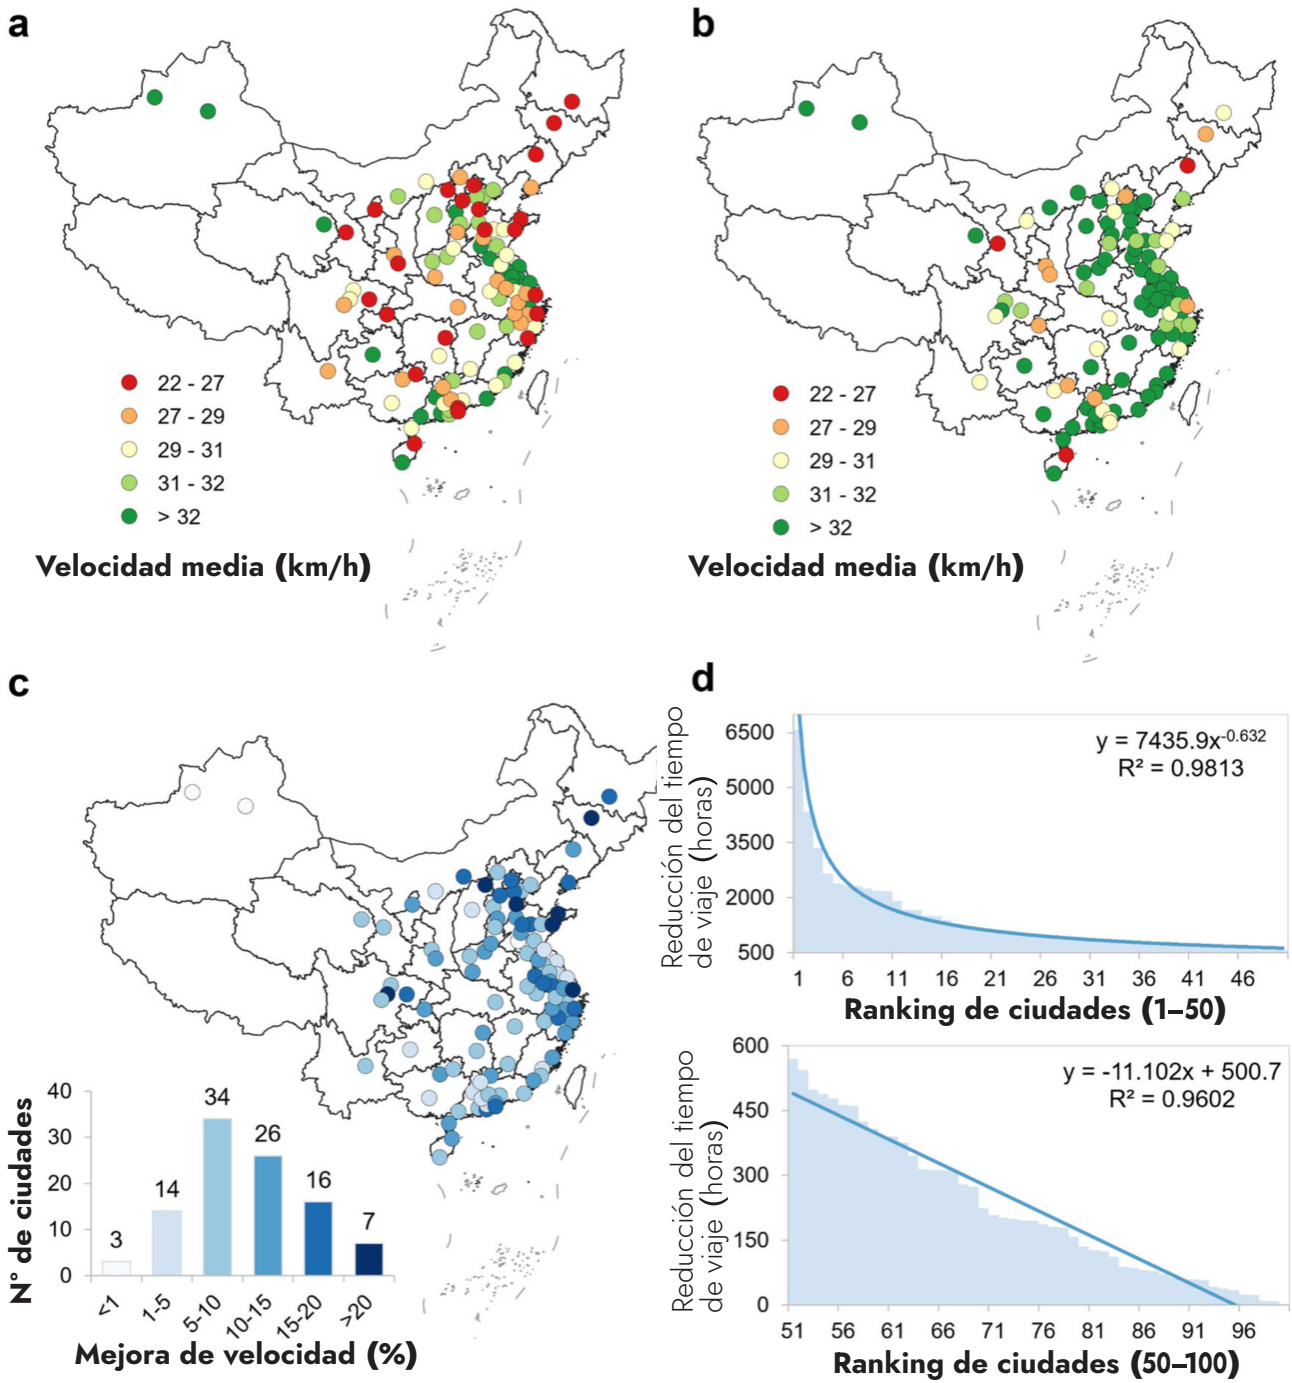 a
22 - 27
27 - 29
29 - 31
31 - 32
> 32
Velocidad media (km/h)
b
22 - 27
27 - 29
29 - 31
31 - 32
> 32
Velocidad media (km/h)
c
N° de ciudades
40
30
20
10
0
3
14
34
26
16
7
<1
1-5
5-10
10-15
15-20
>20
Mejora de velocidad (%)
d
Reducción del tiempo
de viaje (horas)
6500
5000
3500
2000
500
y = 7435.9x^-0.632
R² = 0.9813
1 6 11 16 21 26 31 36 41 46
Ranking de ciudades (1–50)
Reducción del tiempo
de viaje (horas)
600
450
300
150
0
y = -11.102x + 500.7
R² = 0.9602
51 56 61 66 71 76 81 86 91 96
Ranking de ciudades (50–100)